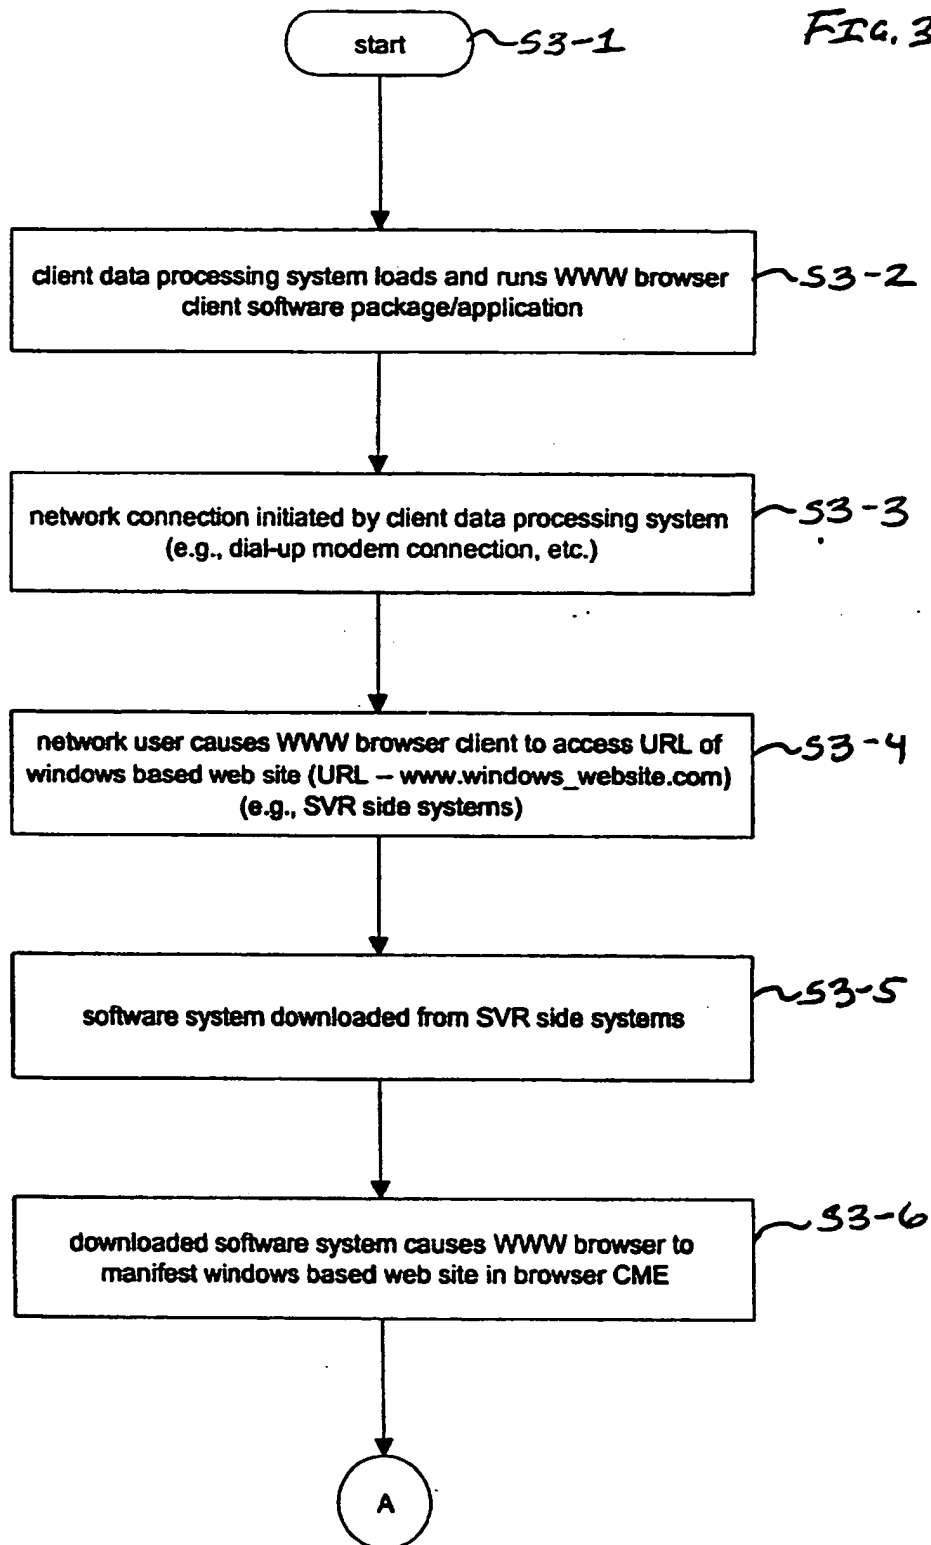 start
S3-1
FIG. 3
client data processing system loads and runs WWW browser
client software package/application
S3-2
network connection initiated by client data processing system
(e.g., dial-up modem connection, etc.)
S3-3
network user causes WWW browser client to access URL of
windows based web site (URL – www.windows_website.com)
(e.g., SVR side systems)
S3-4
software system downloaded from SVR side systems
S3-5
downloaded software system causes WWW browser to
manifest windows based web site in browser CME
S3-6
A